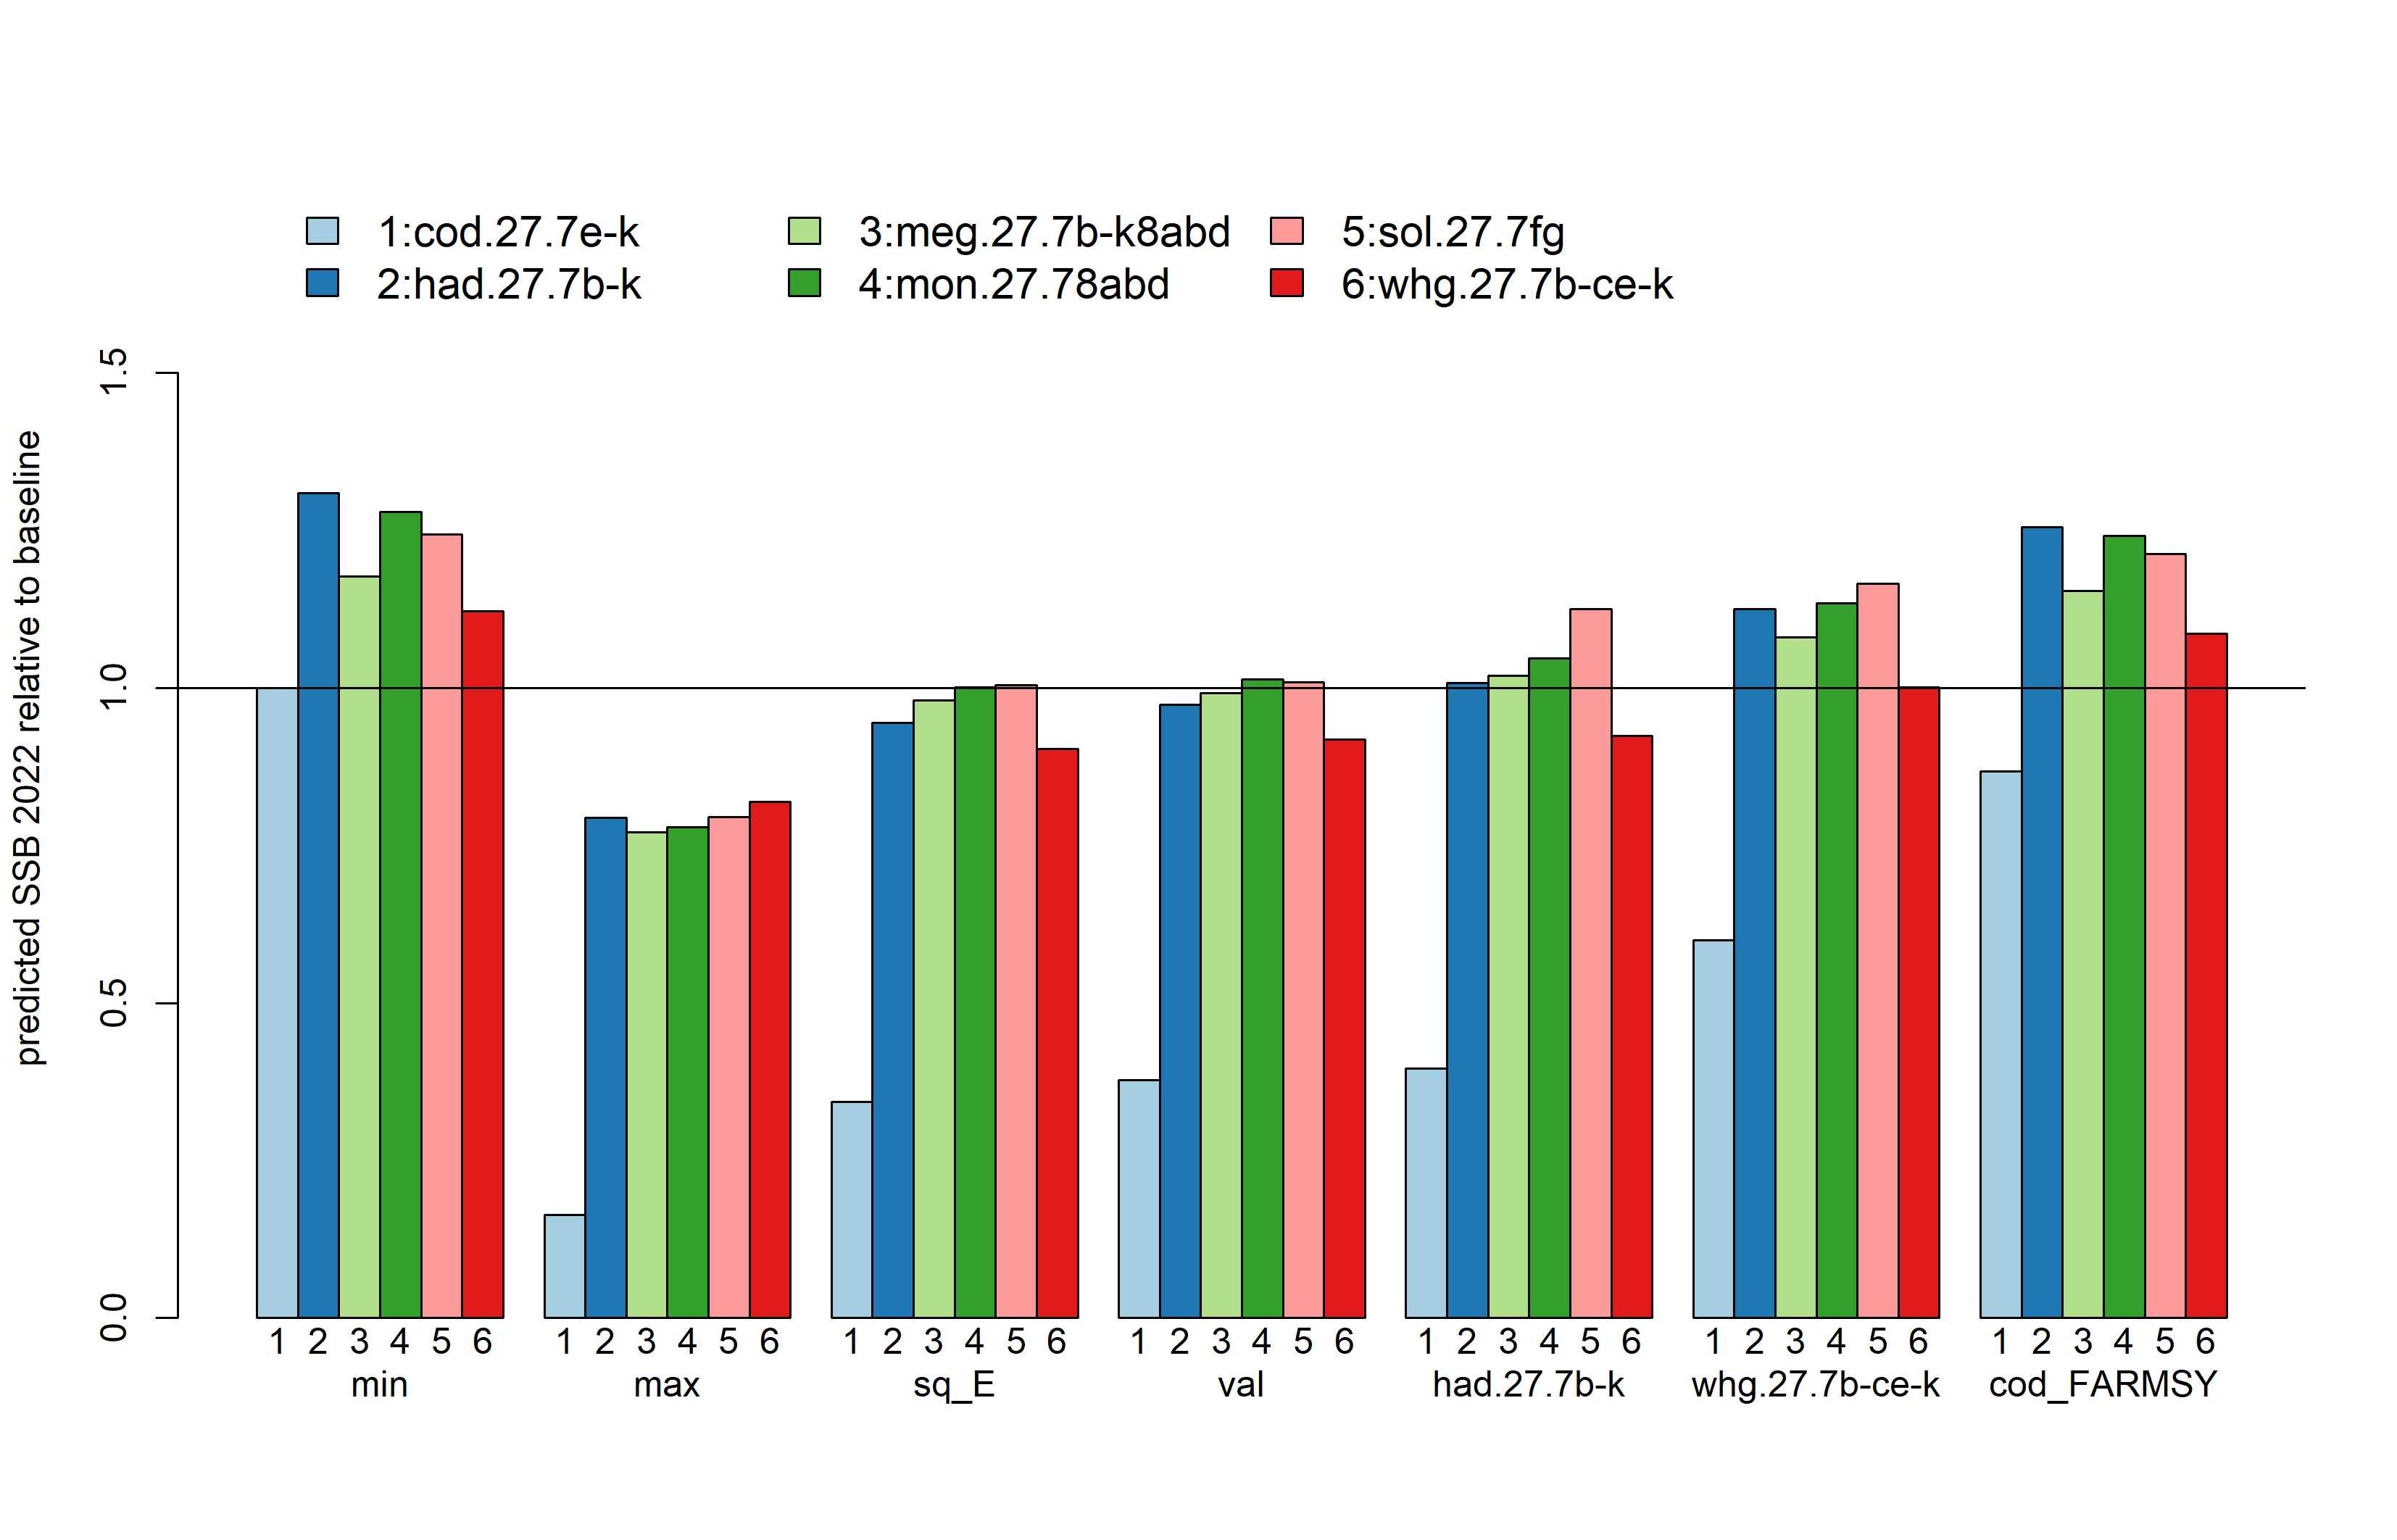 1:cod.27.7e-k 3:meg.27.7b-k8abd 5:sol.27.7fg
2:had.27.7b-k 4:mon.27.78abd 6:whg.27.7b-ce-k
predicted SSB 2022 relative to baseline
1.5
1.0
0.5
0.0
1 2 3 4 5 6 1 2 3 4 5 6 1 2 3 4 5 6 1 2 3 4 5 6 1 2 3 4 5 6 1 2 3 4 5 6 1 2 3 4 5 6
min max sq_E val had.27.7b-k whg.27.7b-ce-k cod_FARMSY